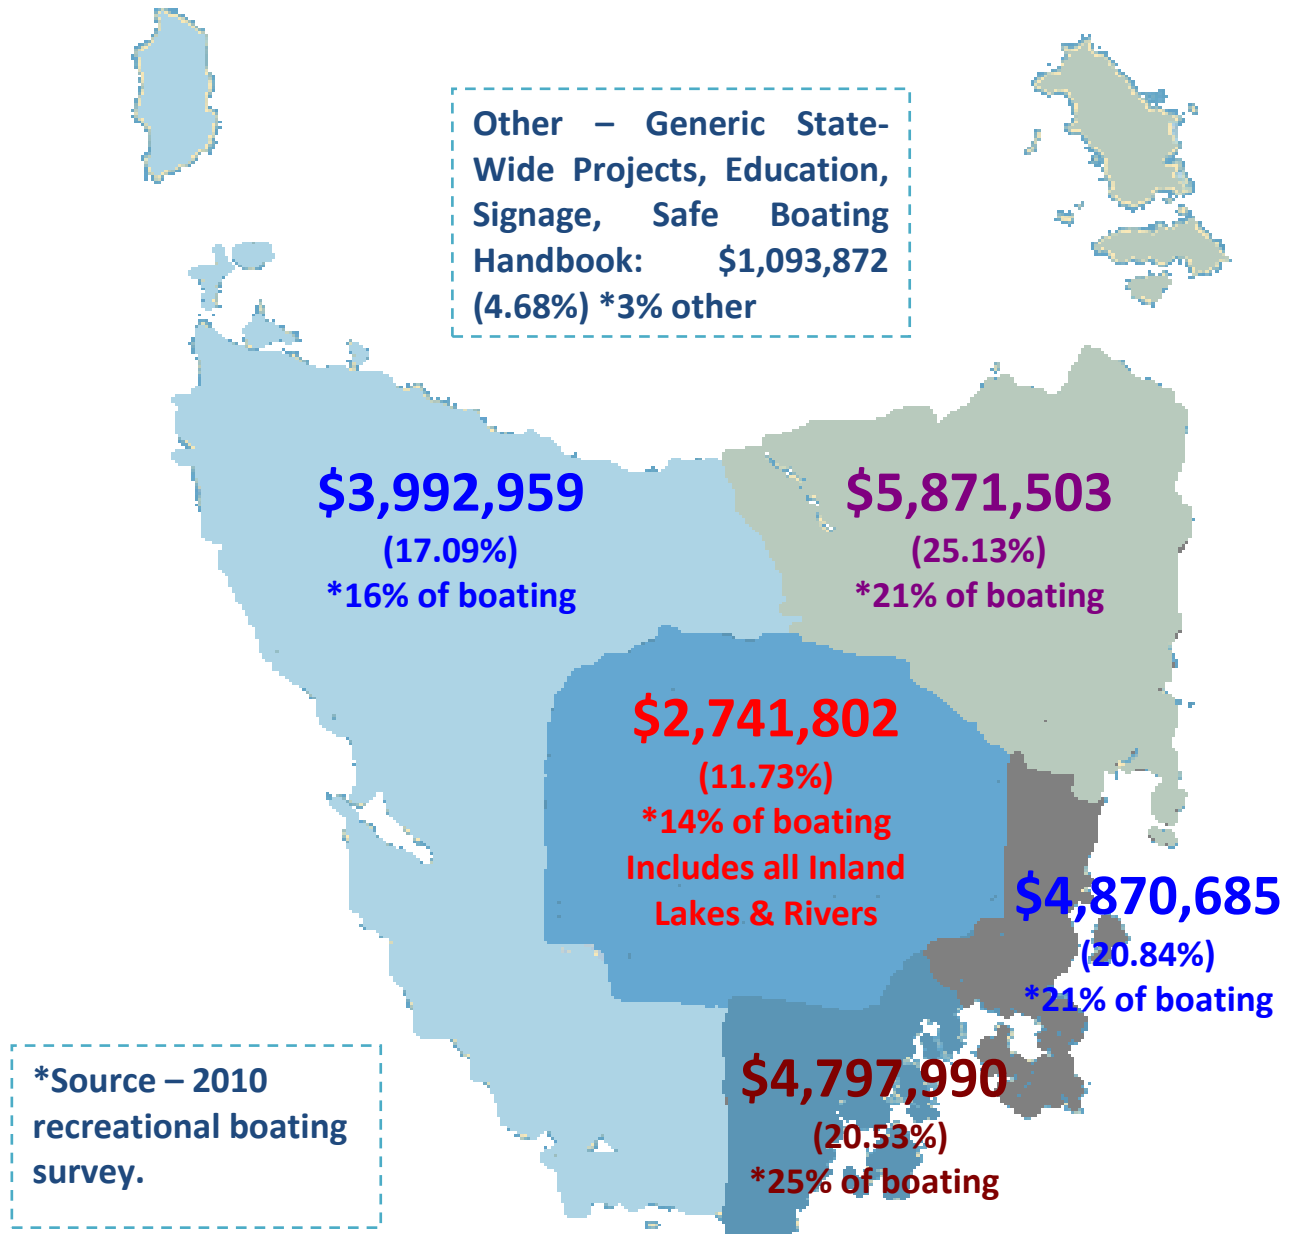 Other – Generic State-
Wide Projects, Education,
Signage, Safe Boating
Handbook: $1,093,872
(4.68%) *3% other
$3,992,959
(17.09%)
*16% of boating
$5,871,503
(25.13%)
*21% of boating
$2,741,802
(11.73%)
*14% of boating
Includes all Inland
Lakes & Rivers
$4,870,685
(20.84%)
*21% of boating
$4,797,990
(20.53%)
*25% of boating
*Source – 2010
recreational boating
survey.